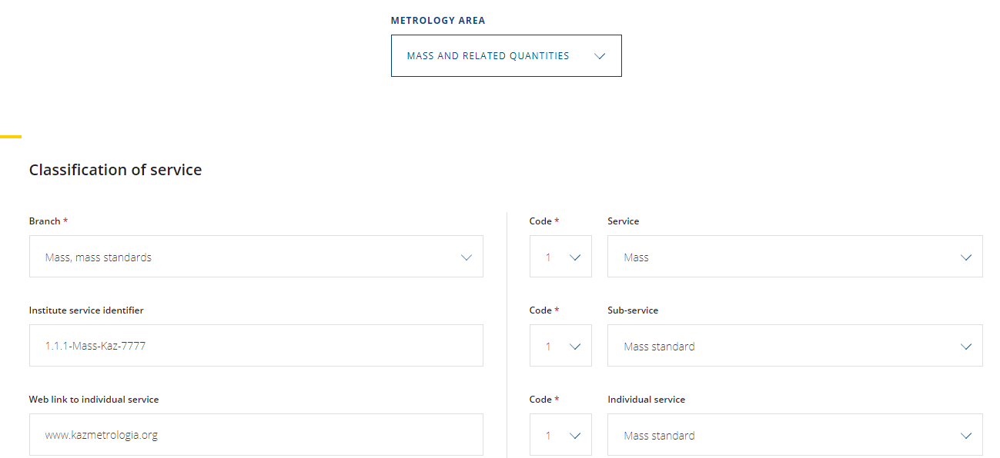 METROLOGY AREA
MASS AND RELATED QUANTITIES
Classification of service
Branch *
Mass, mass standards
Code *
Service
1
Mass
Institute service identifier
1.1.1-Mass-Kaz-7777
Code *
Sub-service
1
Mass standard
Web link to individual service
www.kazmetrologia.org
Code *
Individual service
1
Mass standard